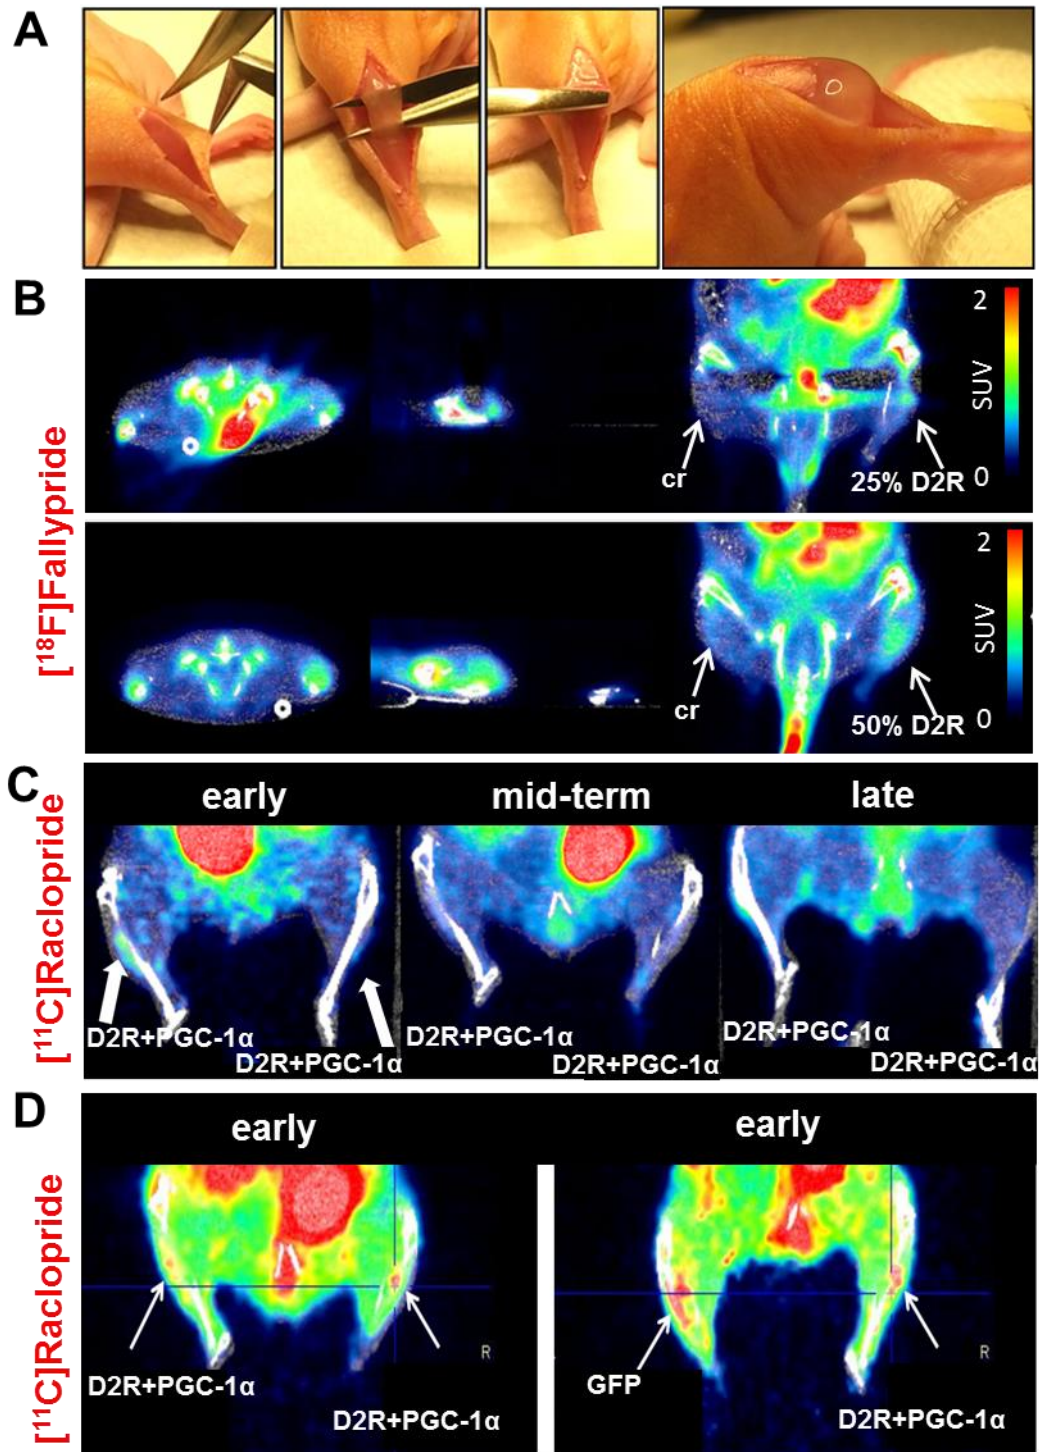 A
B
[¹⁸F]Fallypride
2
SUV
0
cr
25% D2R
2
SUV
0
cr
50% D2R
C
[¹¹C]Raclopride
early
mid-term
late
D2R+PGC-1α
D2R+PGC-1α
D2R+PGC-1α
D2R+PGC-1α
D2R+PGC-1α
D2R+PGC-1α
D
[¹¹C]Raclopride
early
early
R
D2R+PGC-1α
D2R+PGC-1α
R
GFP
D2R+PGC-1α